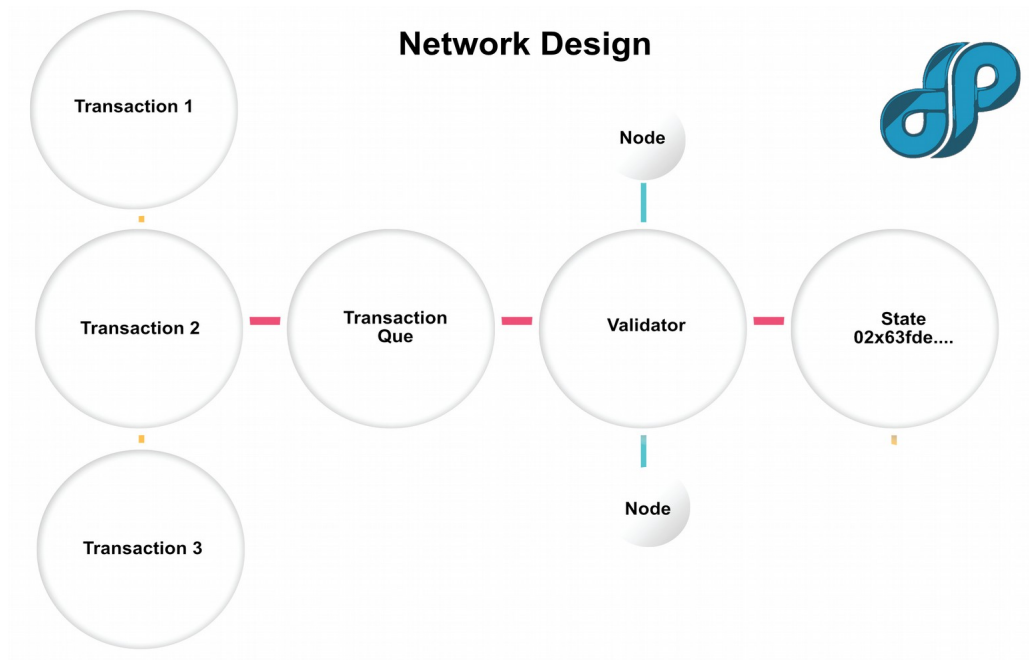 Network Design
Transaction 1
Node
Transaction 2
Transaction
Que
Validator
State
02x63fde....
Node
Transaction 3